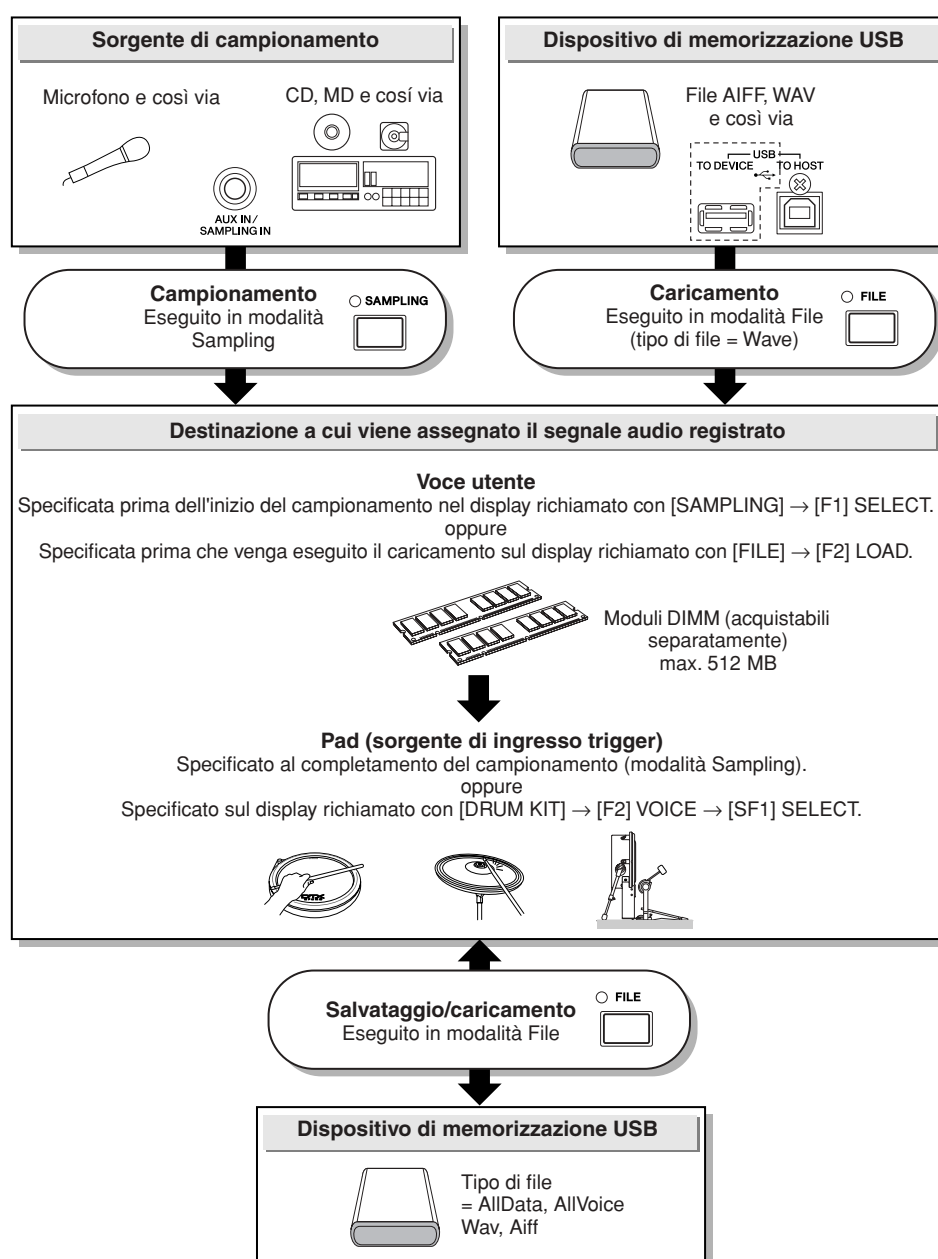 Sorgente di campionamento
Microfono e così via
CD, MD e cosí via
AUX IN /
SAMPLING IN
Dispositivo di memorizzazione USB
File AIFF, WAV
e così via
USB
TO DEVICE
TO HOST
Campionamento
Eseguito in modalità
Sampling
SAMPLING
Caricamento
Eseguito in modalità File
(tipo di file = Wave)
FILE
Destinazione a cui viene assegnato il segnale audio registrato
Voce utente
Specificata prima dell'inizio del campionamento nel display richiamato con [SAMPLING] → [F1] SELECT.
oppure
Specificata prima che venga eseguito il caricamento sul display richiamato con [FILE] → [F2] LOAD.
Moduli DIMM (acquistabili
separatamente)
max. 512 MB
Pad (sorgente di ingresso trigger)
Specificato al completamento del campionamento (modalità Sampling).
oppure
Specificato sul display richiamato con [DRUM KIT] → [F2] VOICE → [SF1] SELECT.
Salvataggio/caricamento
Eseguito in modalità File
FILE
Dispositivo di memorizzazione USB
Tipo di file
= AllData, AllVoice
Wav, Aiff